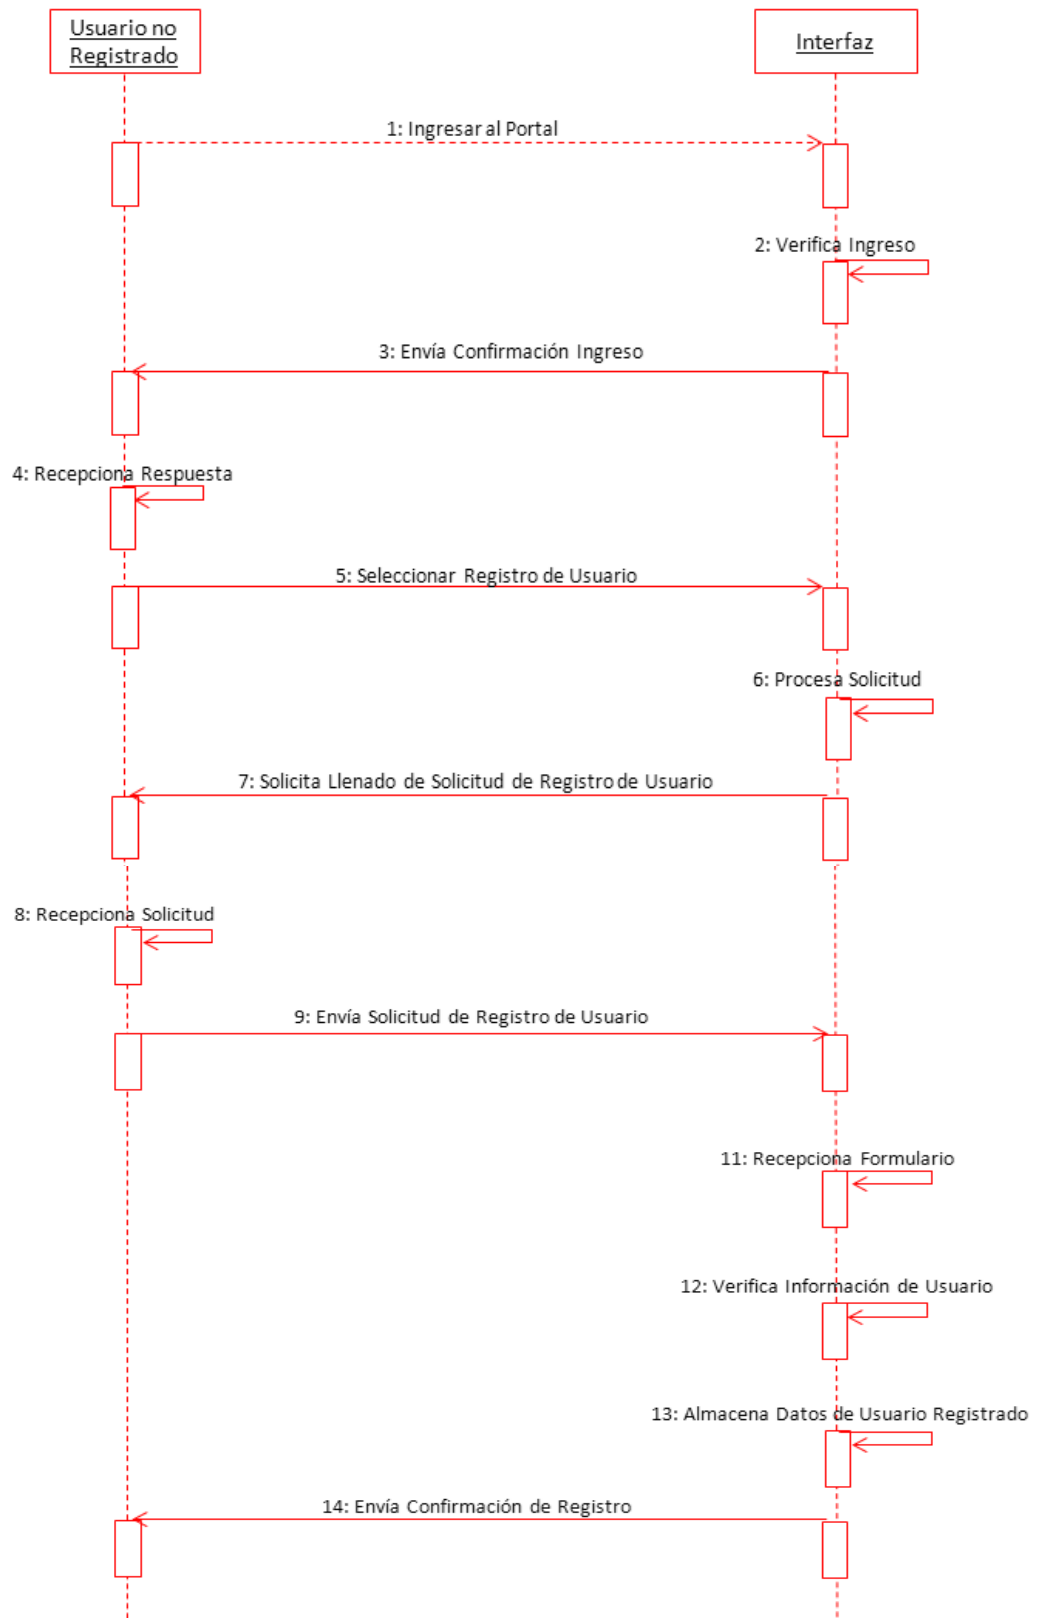 Usuario no
Registrado
Interfaz
1: Ingresar al Portal
2: Verifica Ingreso
3: Envía Confirmación Ingreso
4: Recepciona Respuesta
5: Seleccionar Registro de Usuario
6: Procesa Solicitud
7: Solicita Llenado de Solicitud de Registro de Usuario
8: Recepciona Solicitud
9: Envía Solicitud de Registro de Usuario
11: Recepciona Formulario
12: Verifica Información de Usuario
13: Almacena Datos de Usuario Registrado
14: Envía Confirmación de Registro